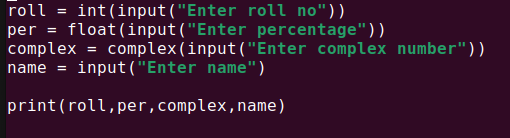 roll = int(input("Enter roll no"))
per = float(input("Enter percentage"))
complex = complex(input("Enter complex number"))
name = input("Enter name")
print(roll,per,complex,name)